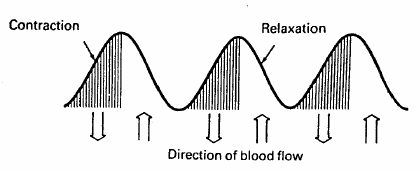 Contraction
Relaxation
Direction of blood flow